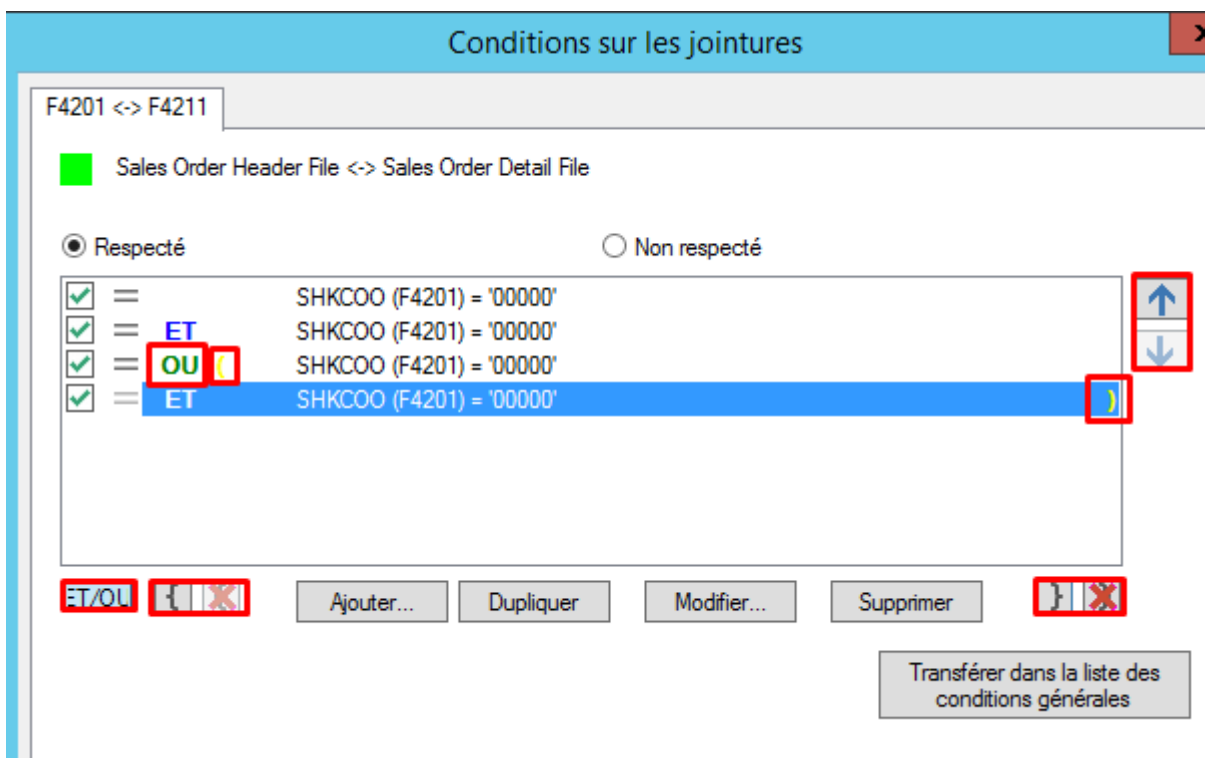 Conditions sur les jointures
F4201 <-> F4211
Sales Order Header File <-> Sales Order Detail File
Respecté Non respecté
= SHKCOO (F4201) = '00000'
= ET SHKCOO (F4201) = '00000'
= OU ( SHKCOO (F4201) = '00000'
= ET SHKCOO (F4201) = '00000' )
ET/OU { Ajouter... Dupliquer Modifier... Supprimer }
Transférer dans la liste des
conditions générales